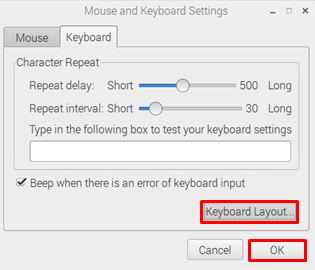 Mouse and Keyboard Settings
Mouse Keyboard
Character Repeat
Repeat delay: Short 500 Long
Repeat interval: Short 30 Long
Type in the following box to test your keyboard settings
Beep when there is an error of keyboard input
Keyboard Layout...
Cancel OK